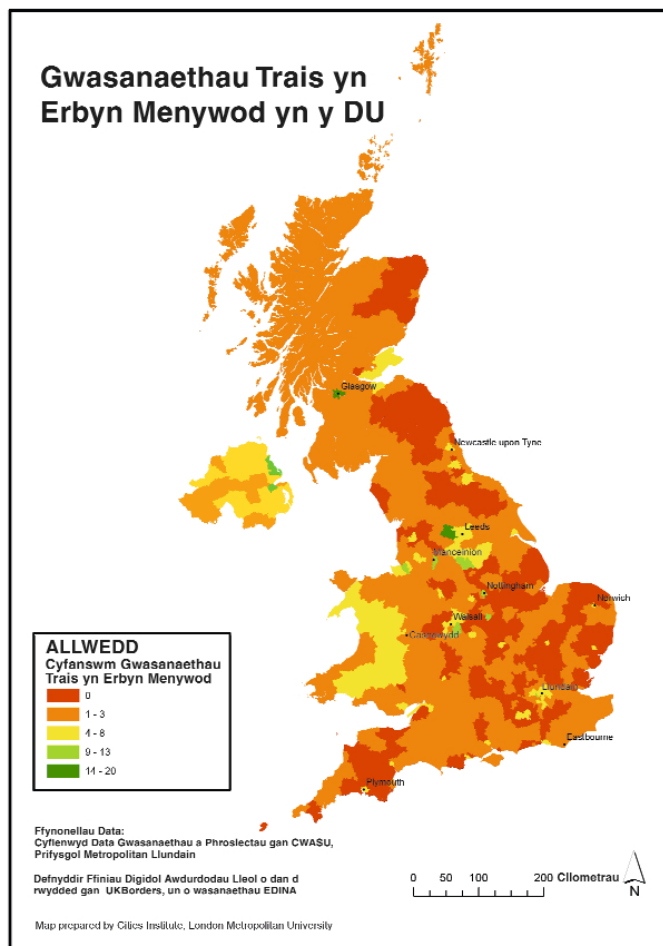 Gwasanaethau Trais yn
Erbyn Menywod yn y DU
Glasgow
Newcastle upon Tyne
Leeds
Manceinion
Nottingham
Norwich
Walsall
Llundain
Eastbourne
Plymouth
ALLWEDD
Cyfanswm Gwasanaethau
Trais yn Erbyn Menywod
0
1 - 3
4 - 8
9 - 13
14 - 20
Ffynonellau Data:
Cyflenwyd Data Gwasanaethau a Phroslectau gan CWASU,
Prifysgol Metropolitan Llundain
Defnyddir Ffiniau Digidol Awdurdodau Lleol o dan d
rwydded gan UKBorders, un o wasanaethau EDINA
0 50 100 200 Cilometrau
N
Map prepared by Cities Institute, London Metropolitan University